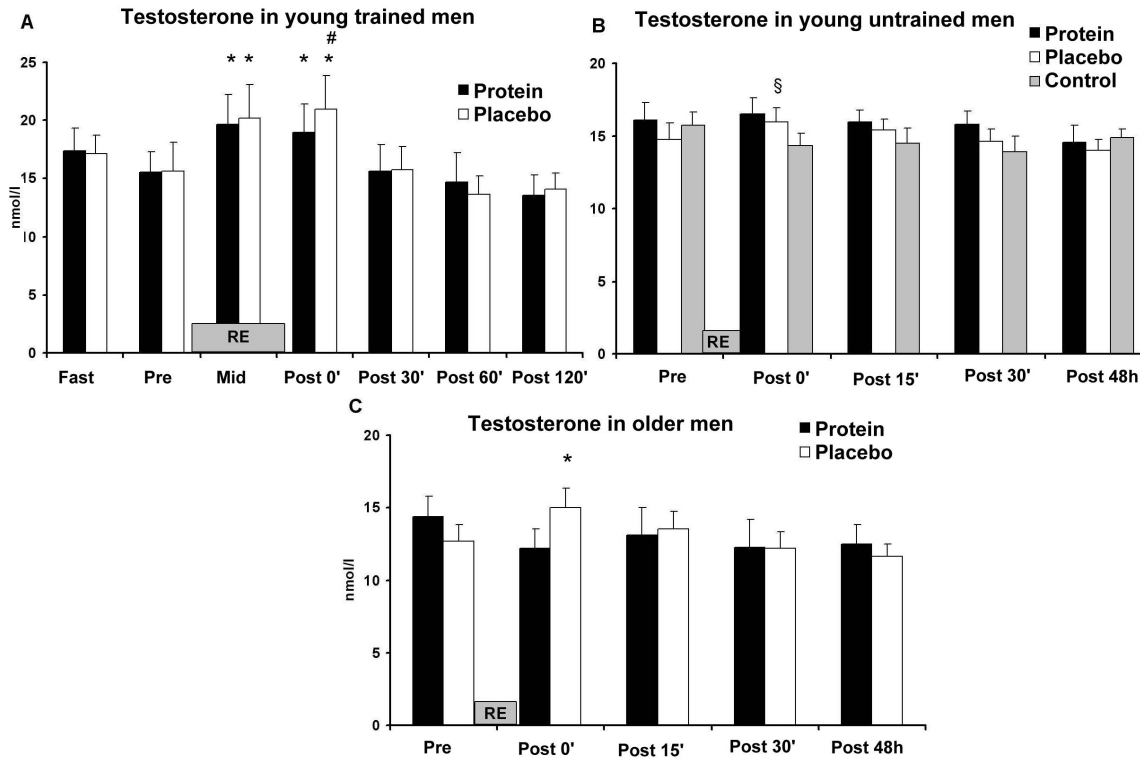 A
Testosterone in young trained men
#
* * * *
25
20
15
10
5
0
nmol/l
Protein
Placebo
RE
Fast Pre Mid Post 0' Post 30' Post 60' Post 120'
B
Testosterone in young untrained men
Protein
Placebo
Control
§
20
15
10
5
0
RE
Pre Post 0' Post 15' Post 30' Post 48h
C
Testosterone in older men
Protein
Placebo
*
20
15
10
5
0
nmol/l
RE
Pre Post 0' Post 15' Post 30' Post 48h